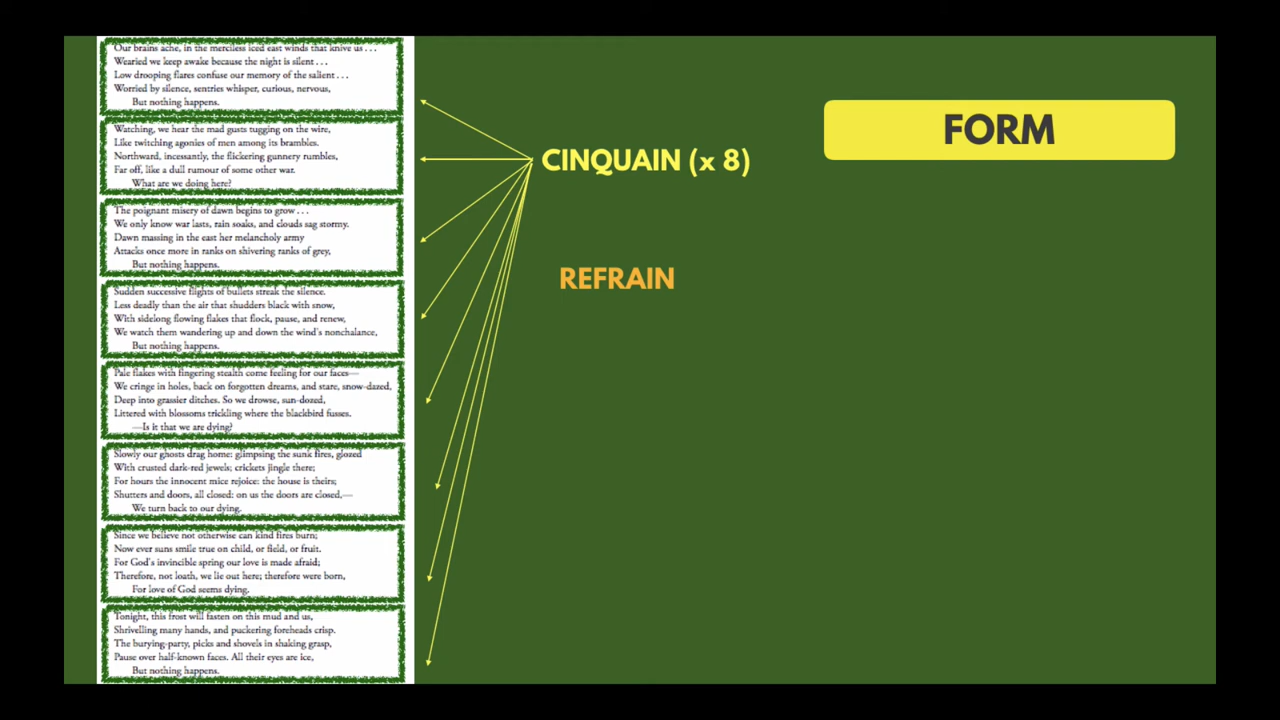 Our brains ache, in the merciless iced east winds that knive us . . .
Wearied we keep awake because the night is silent . . .
Low drooping flares confuse our memory of the salient . . .
Worried by silence, sentries whisper, curious, nervous,
But nothing happens.
Watching, we hear the mad gusts tugging on the wire,
Like twitching agonies of men among its brambles.
Northward, incessantly, the flickering gunnery rumbles,
Far off, like a dull rumour of some other war.
What are we doing here?
The poignant misery of dawn begins to grow . . .
We only know war lasts, rain soaks, and clouds sag stormy.
Dawn massing in the east her melancholy army
Attacks once more in ranks on shivering ranks of grey,
But nothing happens.
Sudden successive flights of bullets streak the silence.
Less deadly than the air that shudders black with snow,
With sidelong flowing flakes that flock, pause, and renew,
We watch them wandering up and down the wind's nonchalance,
But nothing happens.
Pale flakes with fingering stealth come feeling for our faces—
We cringe in holes, back on forgotten dreams, and stare, snow-dazed,
Deep into grassier ditches. So we drowse, sun-dozed,
Littered with blossoms trickling where the blackbird fusses.
—Is it that we are dying?
Slowly our ghosts drag home: glimpsing the sunk fires, glozed
With crusted dark-red jewels; crickets jingle there;
For hours the innocent mice rejoice: the house is theirs;
Shutters and doors, all closed: on us the doors are closed,—
We turn back to our dying.
Since we believe not otherwise can kind fires burn;
Now ever suns smile true on child, or field, or fruit.
For God's invincible spring our love is made afraid;
Therefore, not loath, we lie out here; therefore were born,
For love of God seems dying.
Tonight, this frost will fasten on this mud and us,
Shrivelling many hands, and puckering foreheads crisp.
The burying-party, picks and shovels in shaking grasp,
Pause over half-known faces. All their eyes are ice,
But nothing happens.
CINQUAIN (x 8)
REFRAIN
FORM